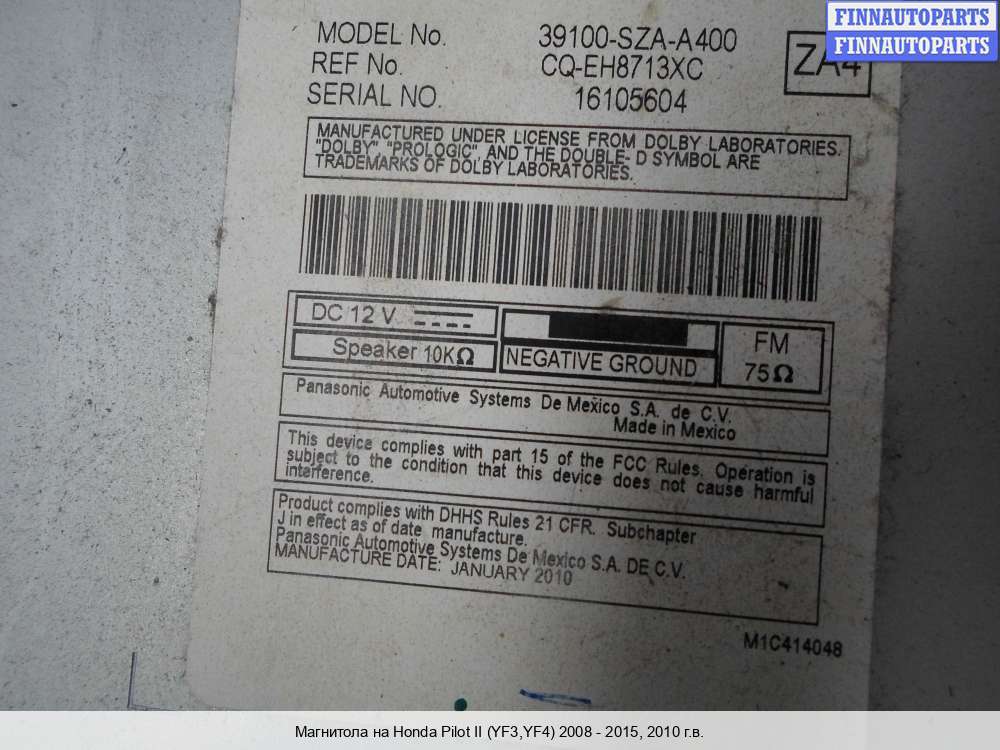 FINNAUTOPARTS
FINNAUTOPARTS
MODEL No. 39100-SZA-A400
REF No. CQ-EH8713XC
ZA4
SERIAL NO. 16105604
MANUFACTURED UNDER LICENSE FROM DOLBY LABORATORIES.
"DOLBY" "PROLOGIC", AND THE DOUBLE- D SYMBOL ARE
TRADEMARKS OF DOLBY LABORATORIES.
DC 12 V
Speaker 10KΩ
NEGATIVE GROUND
FM
75Ω
Panasonic Automotive Systems De Mexico S.A. de C.V.
Made in Mexico
This device complies with part 15 of the FCC Rules. Operation is
subject to the condition that this device does not cause harmful
interference.
Product complies with DHHS Rules 21 CFR. Subchapter
J in effect as of date manufacture.
Panasonic Automotive Systems De Mexico S.A. DE C.V.
MANUFACTURE DATE: JANUARY 2010
M1C414048
Магнитола на Honda Pilot II (YF3,YF4) 2008 - 2015, 2010 г.в.